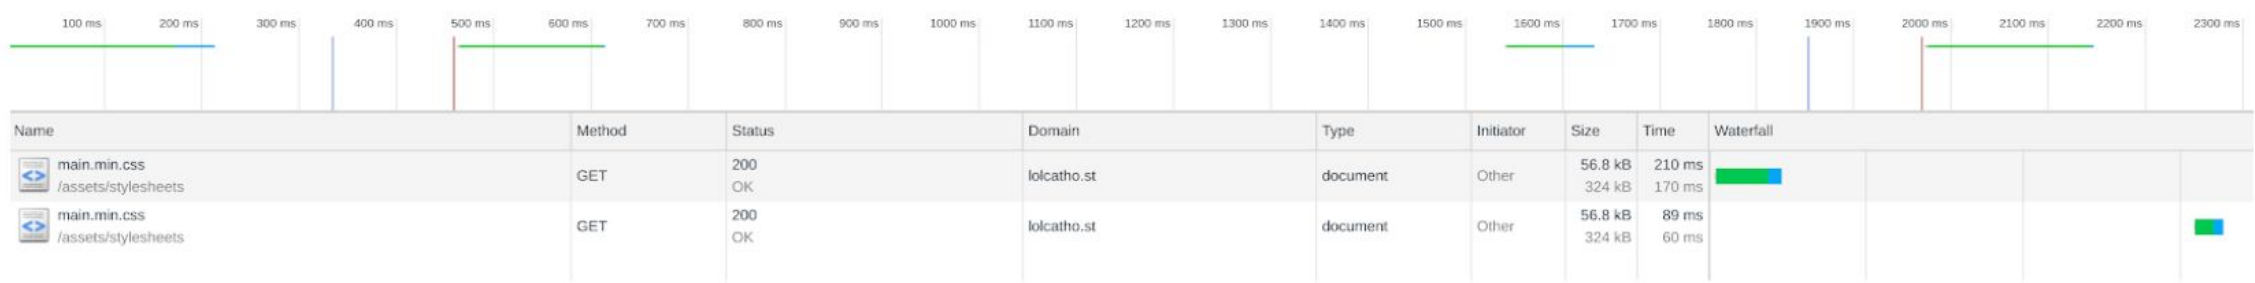 100 ms 200 ms 300 ms 400 ms 500 ms 600 ms 700 ms 800 ms 900 ms 1000 ms 1100 ms 1200 ms 1300 ms 1400 ms 1500 ms 1600 ms 1700 ms 1800 ms 1900 ms 2000 ms 2100 ms 2200 ms 2300 ms
Name Method Status Domain Type Initiator Size Time Waterfall
main.min.css 200 56.8 kB 210 ms
GET lolcatho.st document Other
/assets/stylesheets OK 324 kB 170 ms
main.min.css 200 56.8 kB 89 ms
GET lolcatho.st document Other
/assets/stylesheets OK 324 kB 60 ms